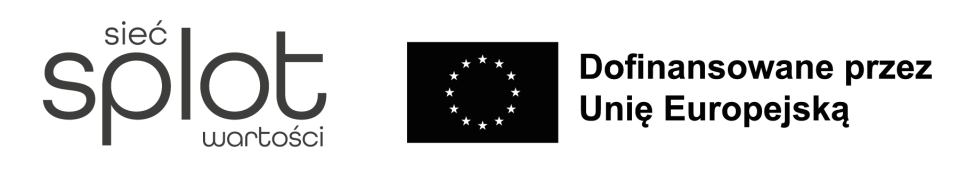 sieć
splot
wartości
Dofinansowane przez
Unię Europejską